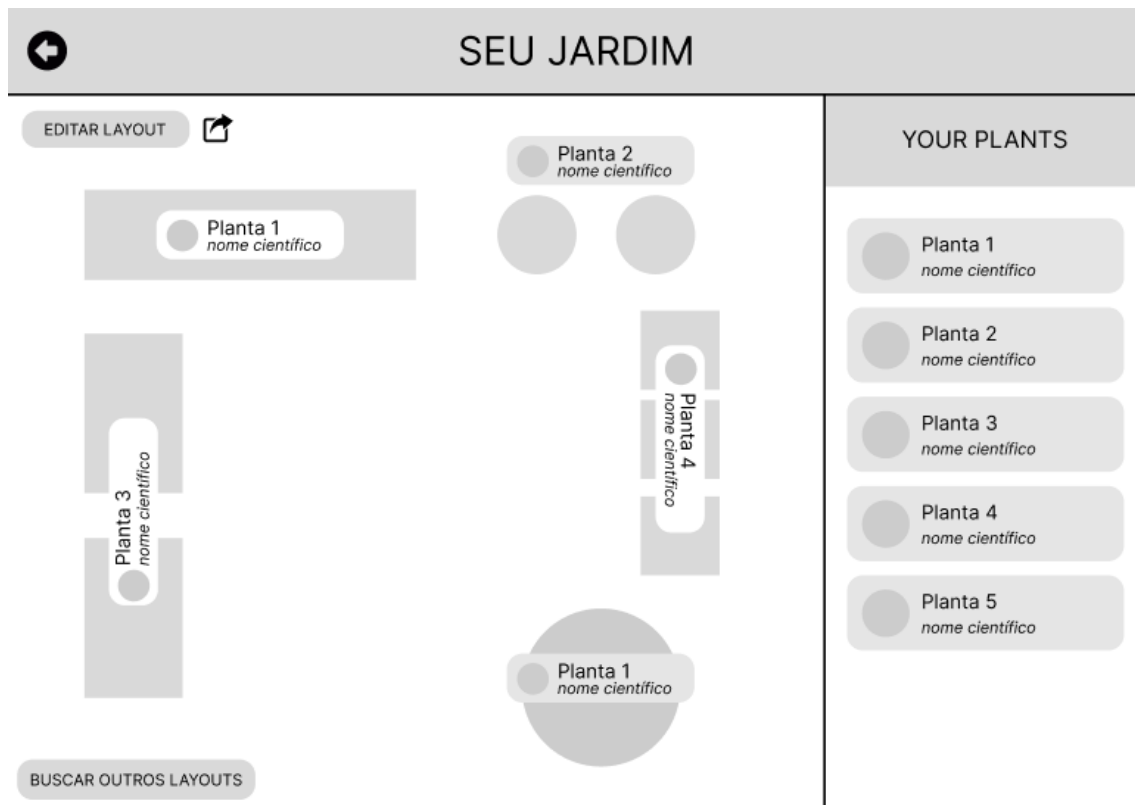 SEU JARDIM
EDITAR LAYOUT
Planta 2
nome científico
Planta 1
nome científico
Planta 3
nome científico
Planta 4
nome científico
Planta 1
nome científico
BUSCAR OUTROS LAYOUTS
YOUR PLANTS
Planta 1
nome científico
Planta 2
nome científico
Planta 3
nome científico
Planta 4
nome científico
Planta 5
nome científico